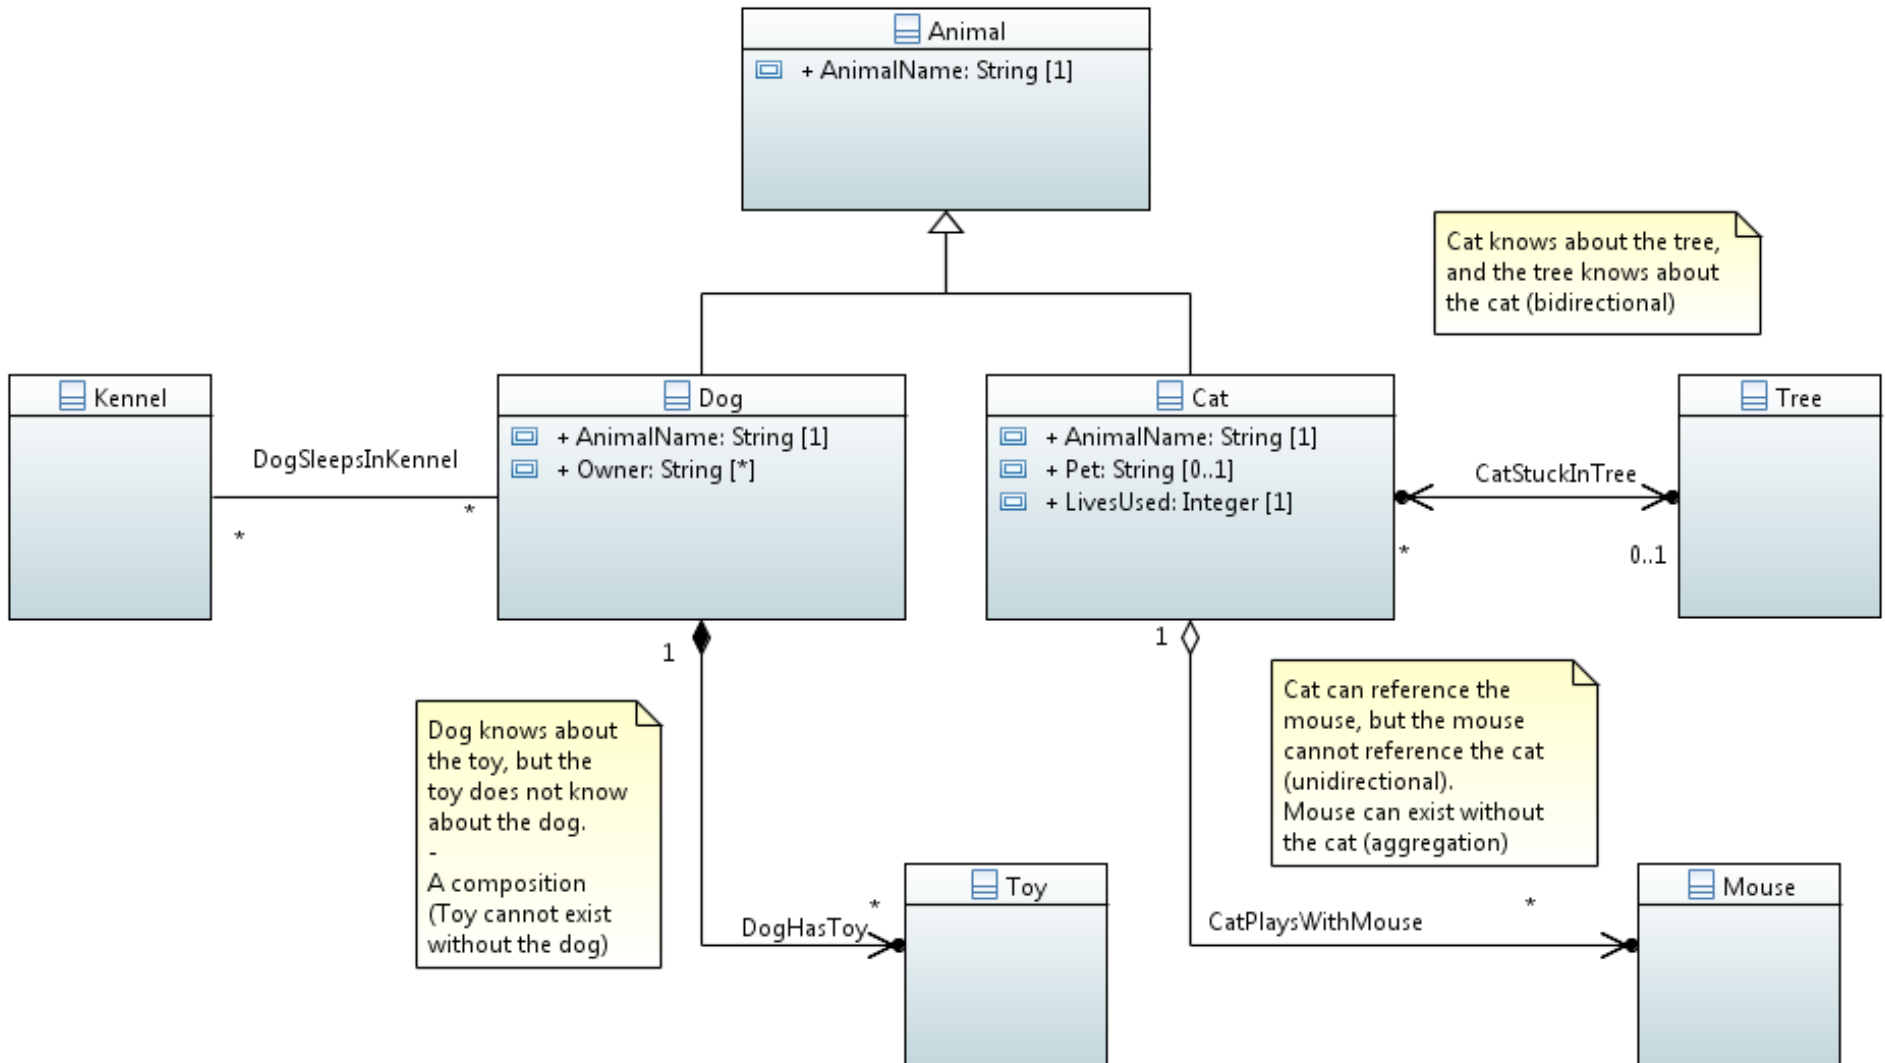 Animal
+ AnimalName: String [1]
Cat knows about the tree,
and the tree knows about
the cat (bidirectional)
Kennel
DogSleepsInKennel
*
*
Dog
+ AnimalName: String [1]
+ Owner: String [*]
Cat
+ AnimalName: String [1]
+ Pet: String [0..1]
+ LivesUsed: Integer [1]
CatStuckInTree
*
0..1
Tree
1
1
Dog knows about
the toy, but the
toy does not know
about the dog.
-
A composition
(Toy cannot exist
without the dog)
Cat can reference the
mouse, but the mouse
cannot reference the cat
(unidirectional).
Mouse can exist without
the cat (aggregation)
*
DogHasToy
Toy
CatPlaysWithMouse
*
Mouse